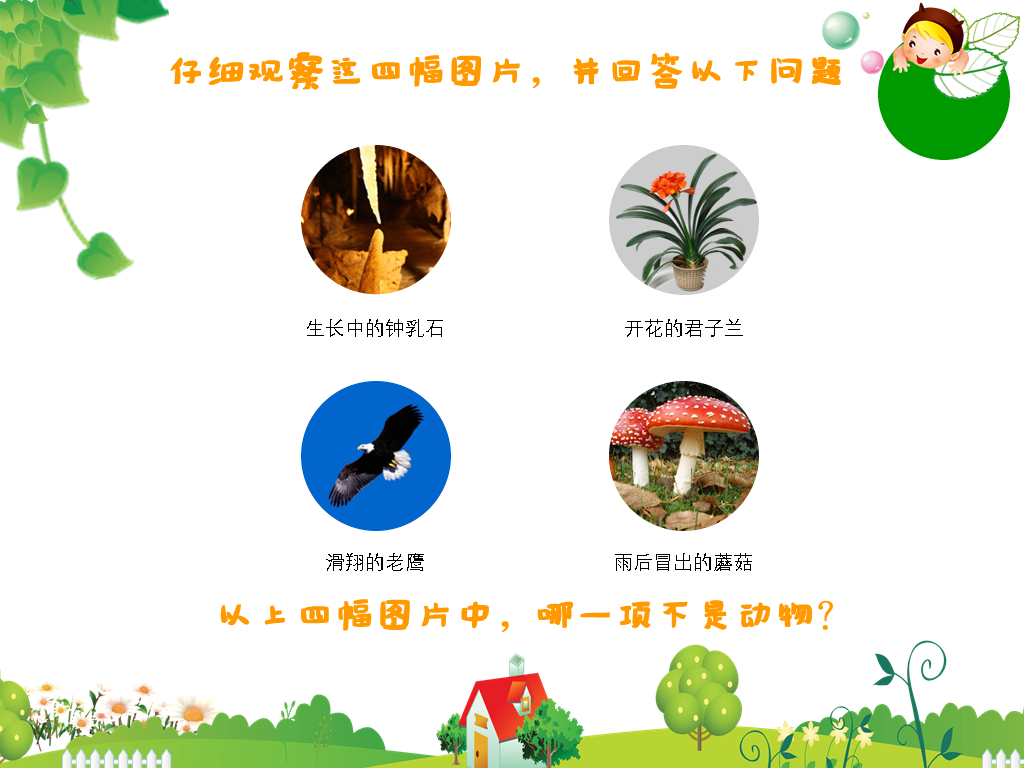 仔细观察这四幅图片，并回答以下问题
生长中的钟乳石
开花的君子兰
滑翔的老鹰
雨后冒出的蘑菇
以上四幅图片中，哪一项不是动物？